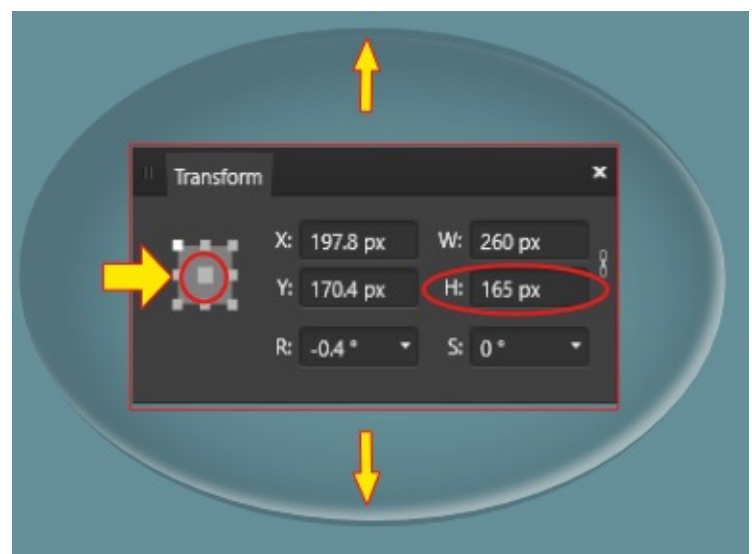 Transform
X: 197.8 px W: 260 px
Y: 170.4 px H: 165 px
R: -0.4 ° S: 0 °